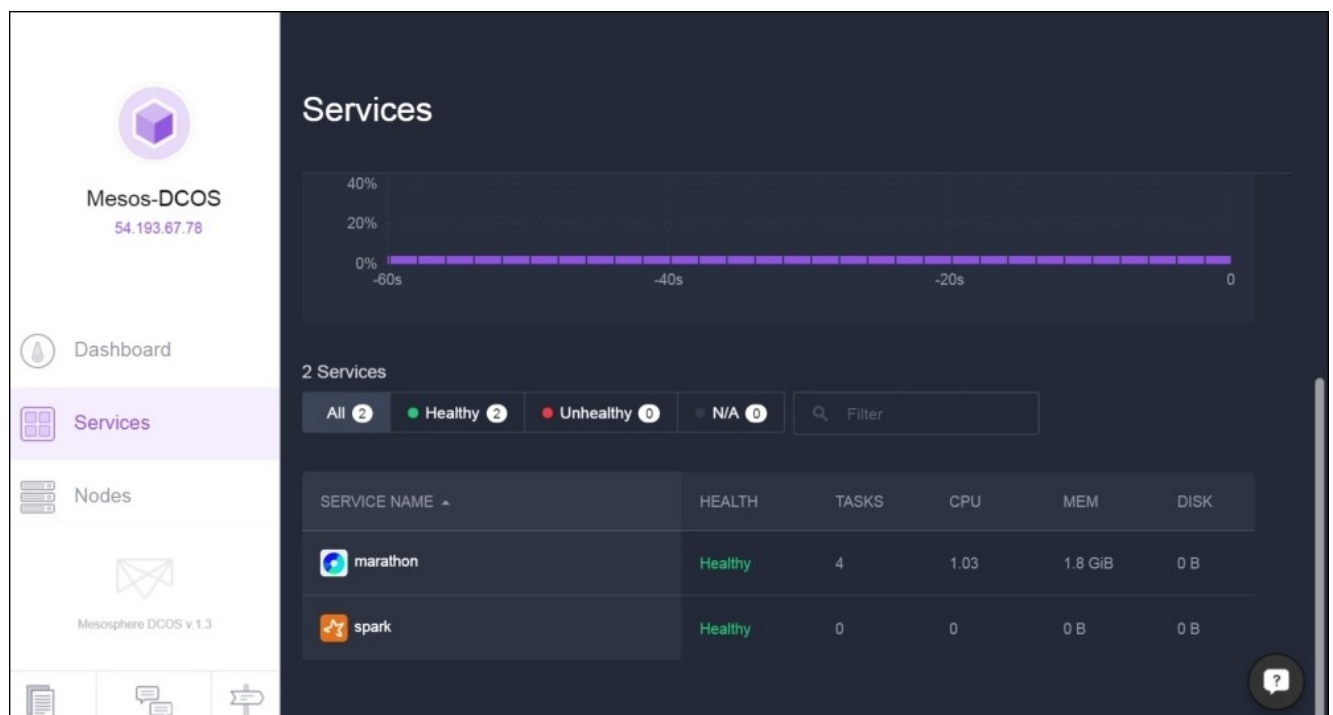 Mesos-DCOS
54.193.67.78
Dashboard
Services
Nodes
Mesosphere DCOS v.1.3
Services
40%
20%
0%
-60s -40s -20s 0
2 Services
All 2 Healthy 2 Unhealthy 0 N/A 0 Filter
SERVICE NAME HEALTH TASKS CPU MEM DISK
marathon Healthy 4 1.03 1.8 GiB 0 B
spark Healthy 0 0 0 B 0 B
?